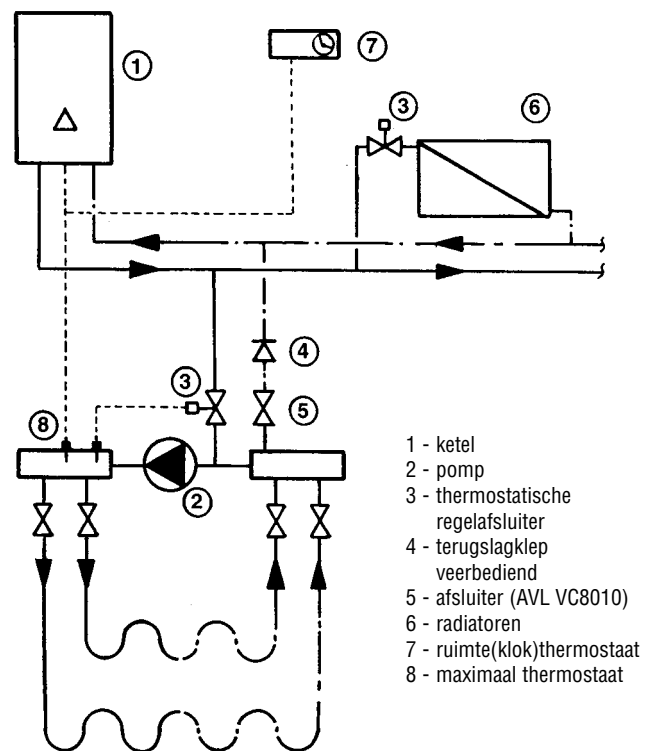 1
7
3
6
4
3
5
8
2
1 - ketel
2 - pomp
3 - thermostatische
regelafsluiter
4 - terugslagklep
veerbediend
5 - afsluiter (AVL VC8010)
6 - radiatoren
7 - ruimte(klok)thermostaat
8 - maximaal thermostaat